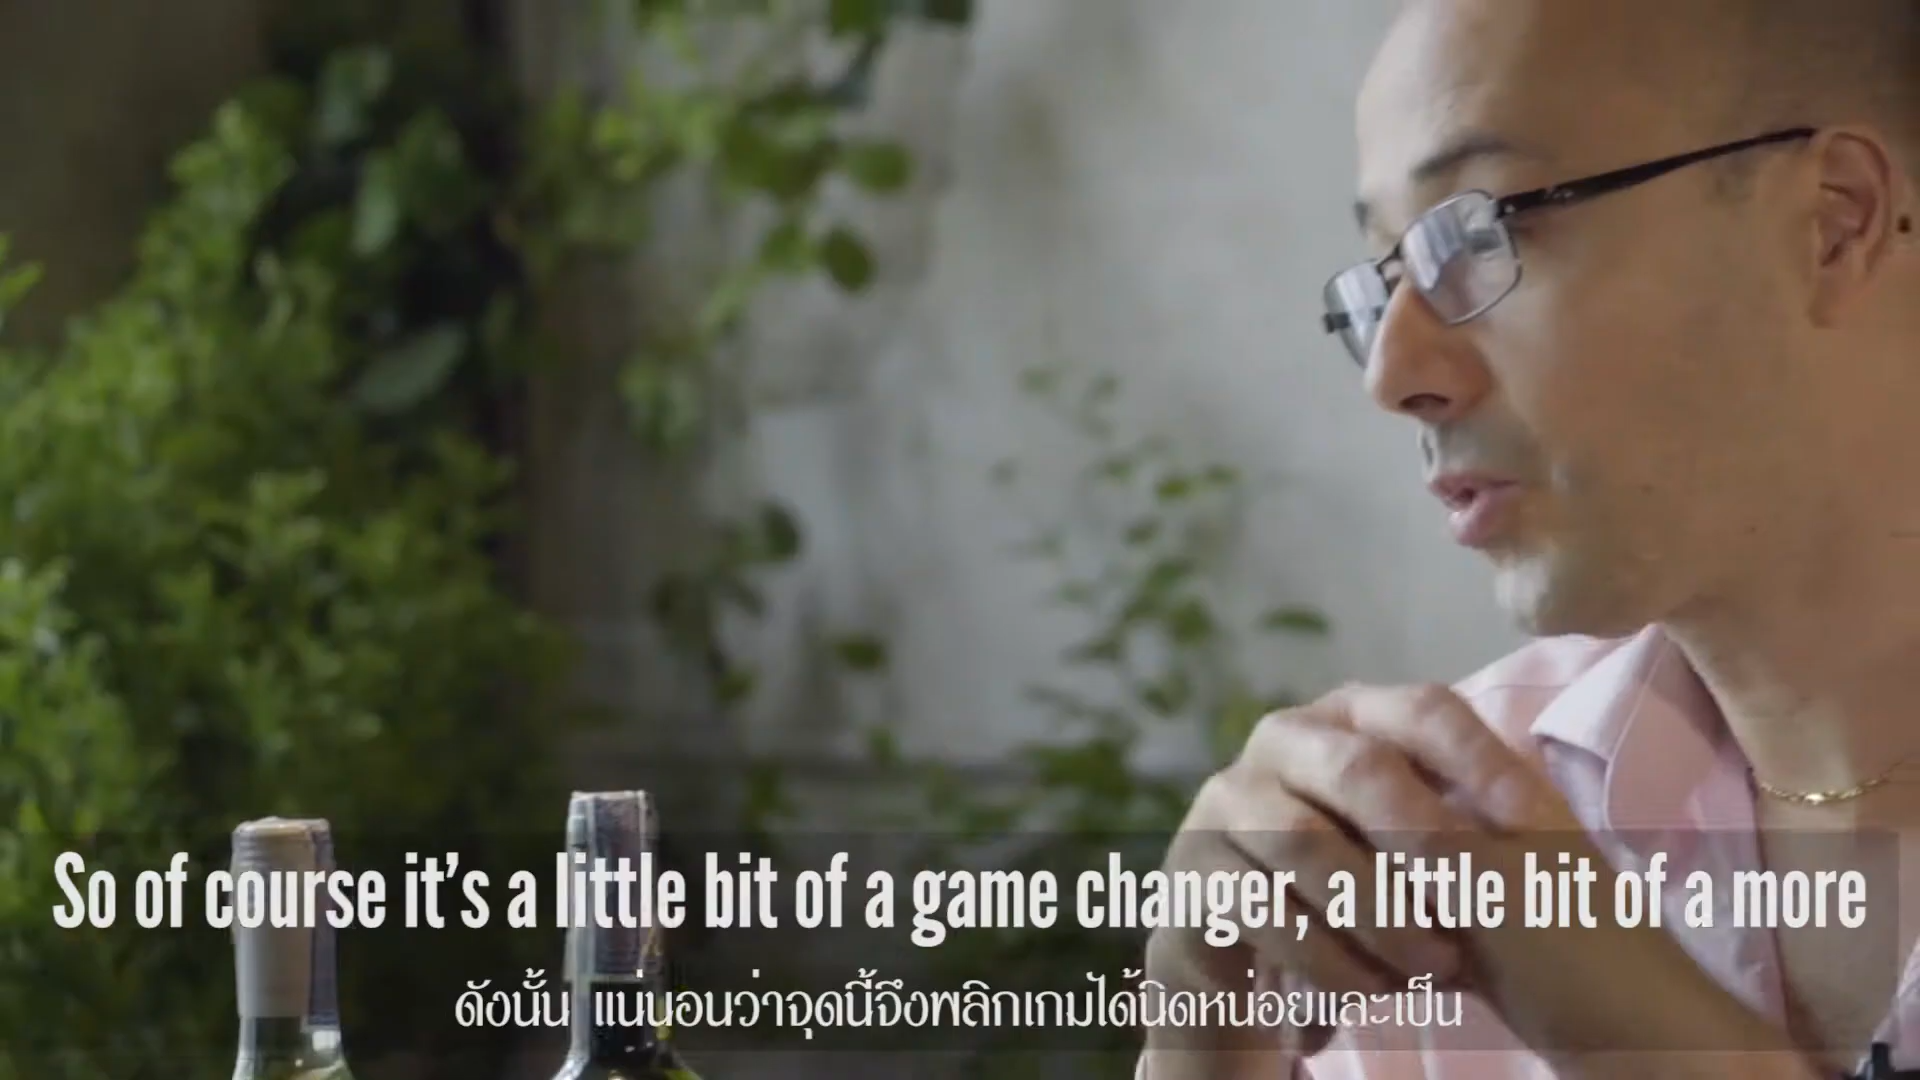 So of course it's a little bit of a game changer, a little bit of a more
ดังนั้น แน่นอนว่าจุดนี้จึงพลิกเกมได้นิดหน่อยและเป็น